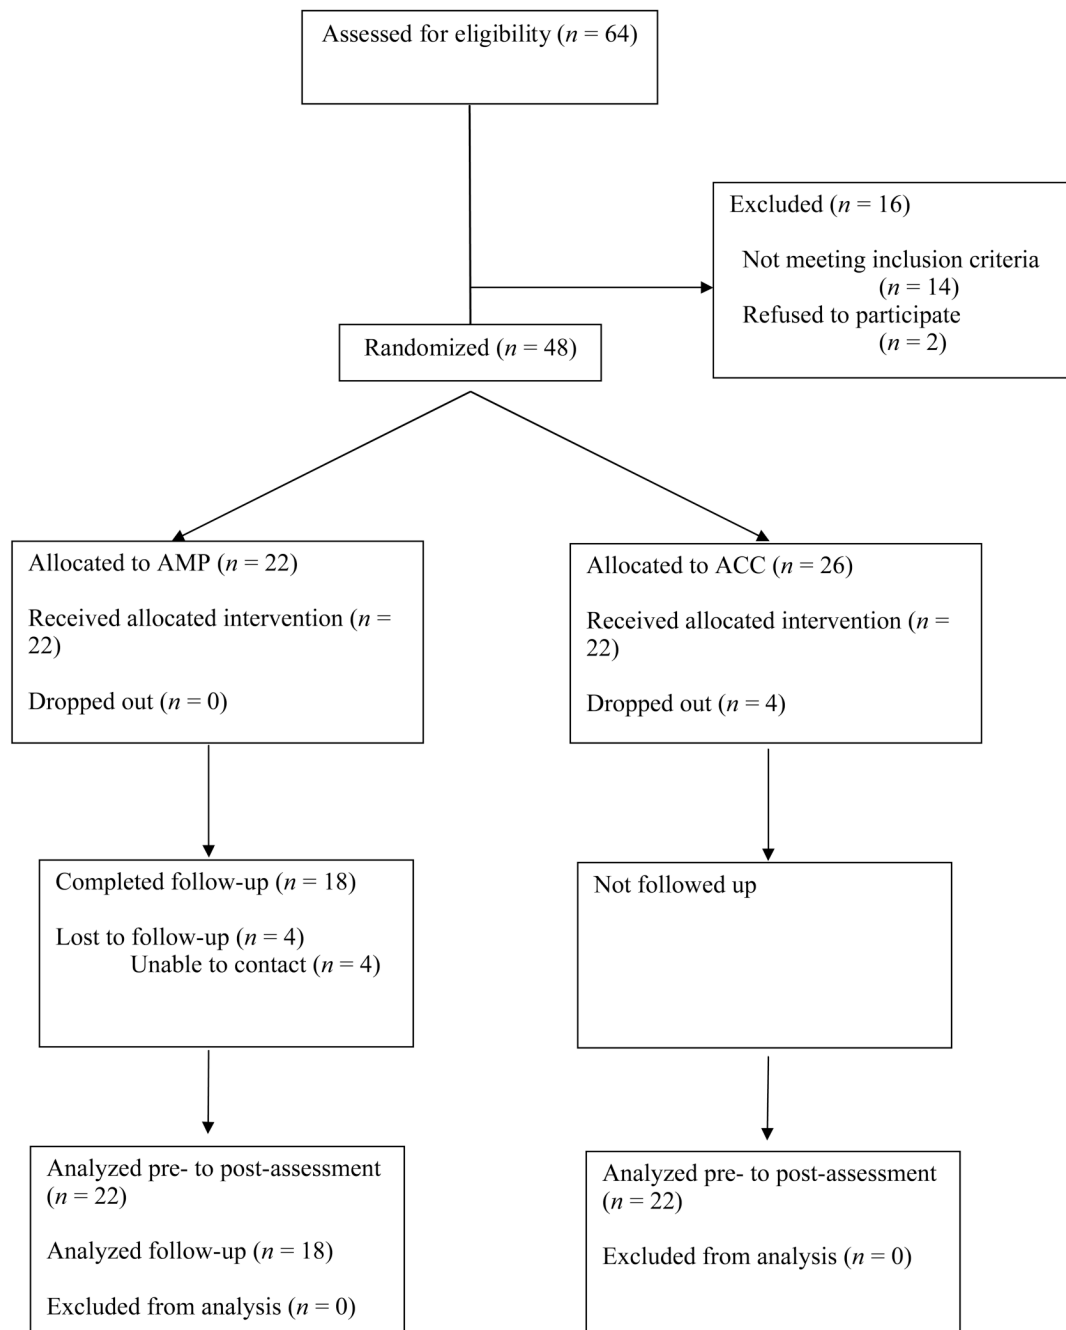 Assessed for eligibility (n = 64)
Excluded (n = 16)
Not meeting inclusion criteria
(n = 14)
Refused to participate
(n = 2)
Randomized (n = 48)
Allocated to AMP (n = 22)
Received allocated intervention (n =
22)
Dropped out (n = 0)
Allocated to ACC (n = 26)
Received allocated intervention (n =
22)
Dropped out (n = 4)
Completed follow-up (n = 18)
Lost to follow-up (n = 4)
Unable to contact (n = 4)
Not followed up
Analyzed pre- to post-assessment
(n = 22)
Analyzed follow-up (n = 18)
Excluded from analysis (n = 0)
Analyzed pre- to post-assessment
(n = 22)
Excluded from analysis (n = 0)